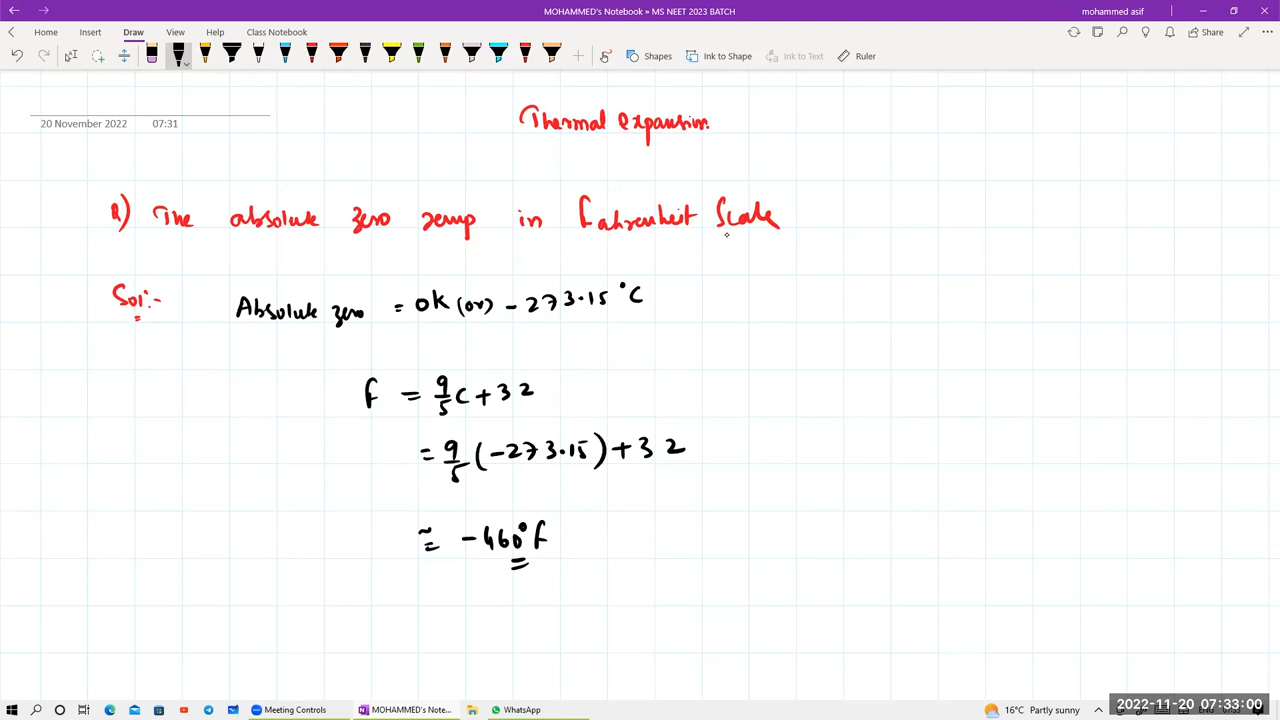 MOHAMMED's Notebook » MS NEET 2023 BATCH
mohammed asif
Home Insert Draw View Help Class Notebook
Share
Shapes Ink to Shape Ink to Text Ruler
Thermal expansion
20 November 2022 07:31
Q) The absolute zero temp in Fahrenheit Scale
Sol:-
Absolute zero = 0K (or) - 273.15 °C
F = 9/5 C + 32
= 9/5 (-273.15) + 32
≅ -460°F
Meeting Controls MOHAMMED's Note... WhatsApp 16°C Partly sunny
2022-11-20 07:33:00